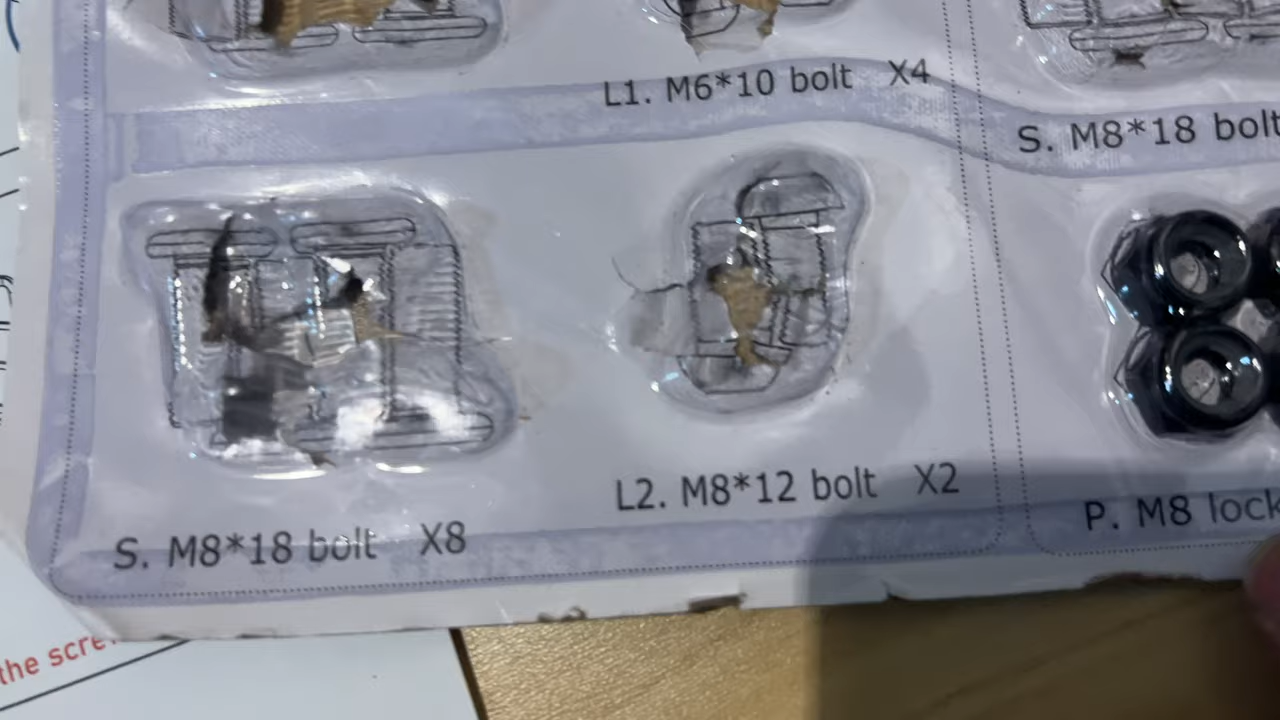 L1. M6*10 bolt X4
S. M8*18 bolt
S. M8*18 bolt X8
L2. M8*12 bolt X2
P. M8 lock
the scre